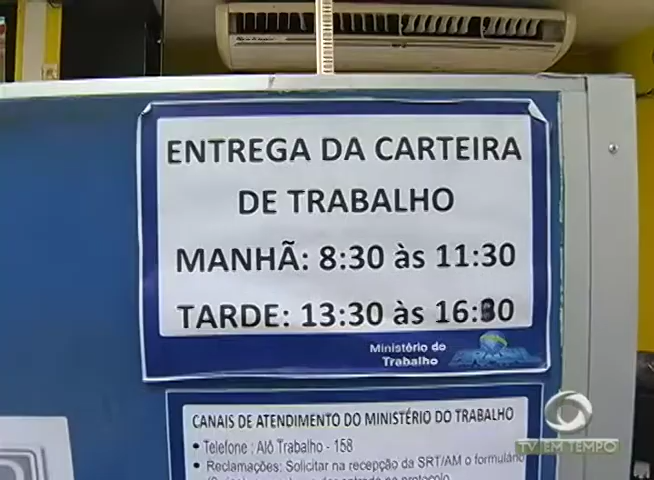 ENTREGA DA CARTEIRA
DE TRABALHO
MANHÃ: 8:30 às 11:30
TARDE: 13:30 às 16:30
Ministério do
Trabalho
CANAIS DE ATENDIMENTO DO MINISTÉRIO DO TRABALHO
• Telefone : Alô Trabalho - 158
• Reclamações: Solicitar na recepção da SRT/AM o formulário
TV EM TEMPO